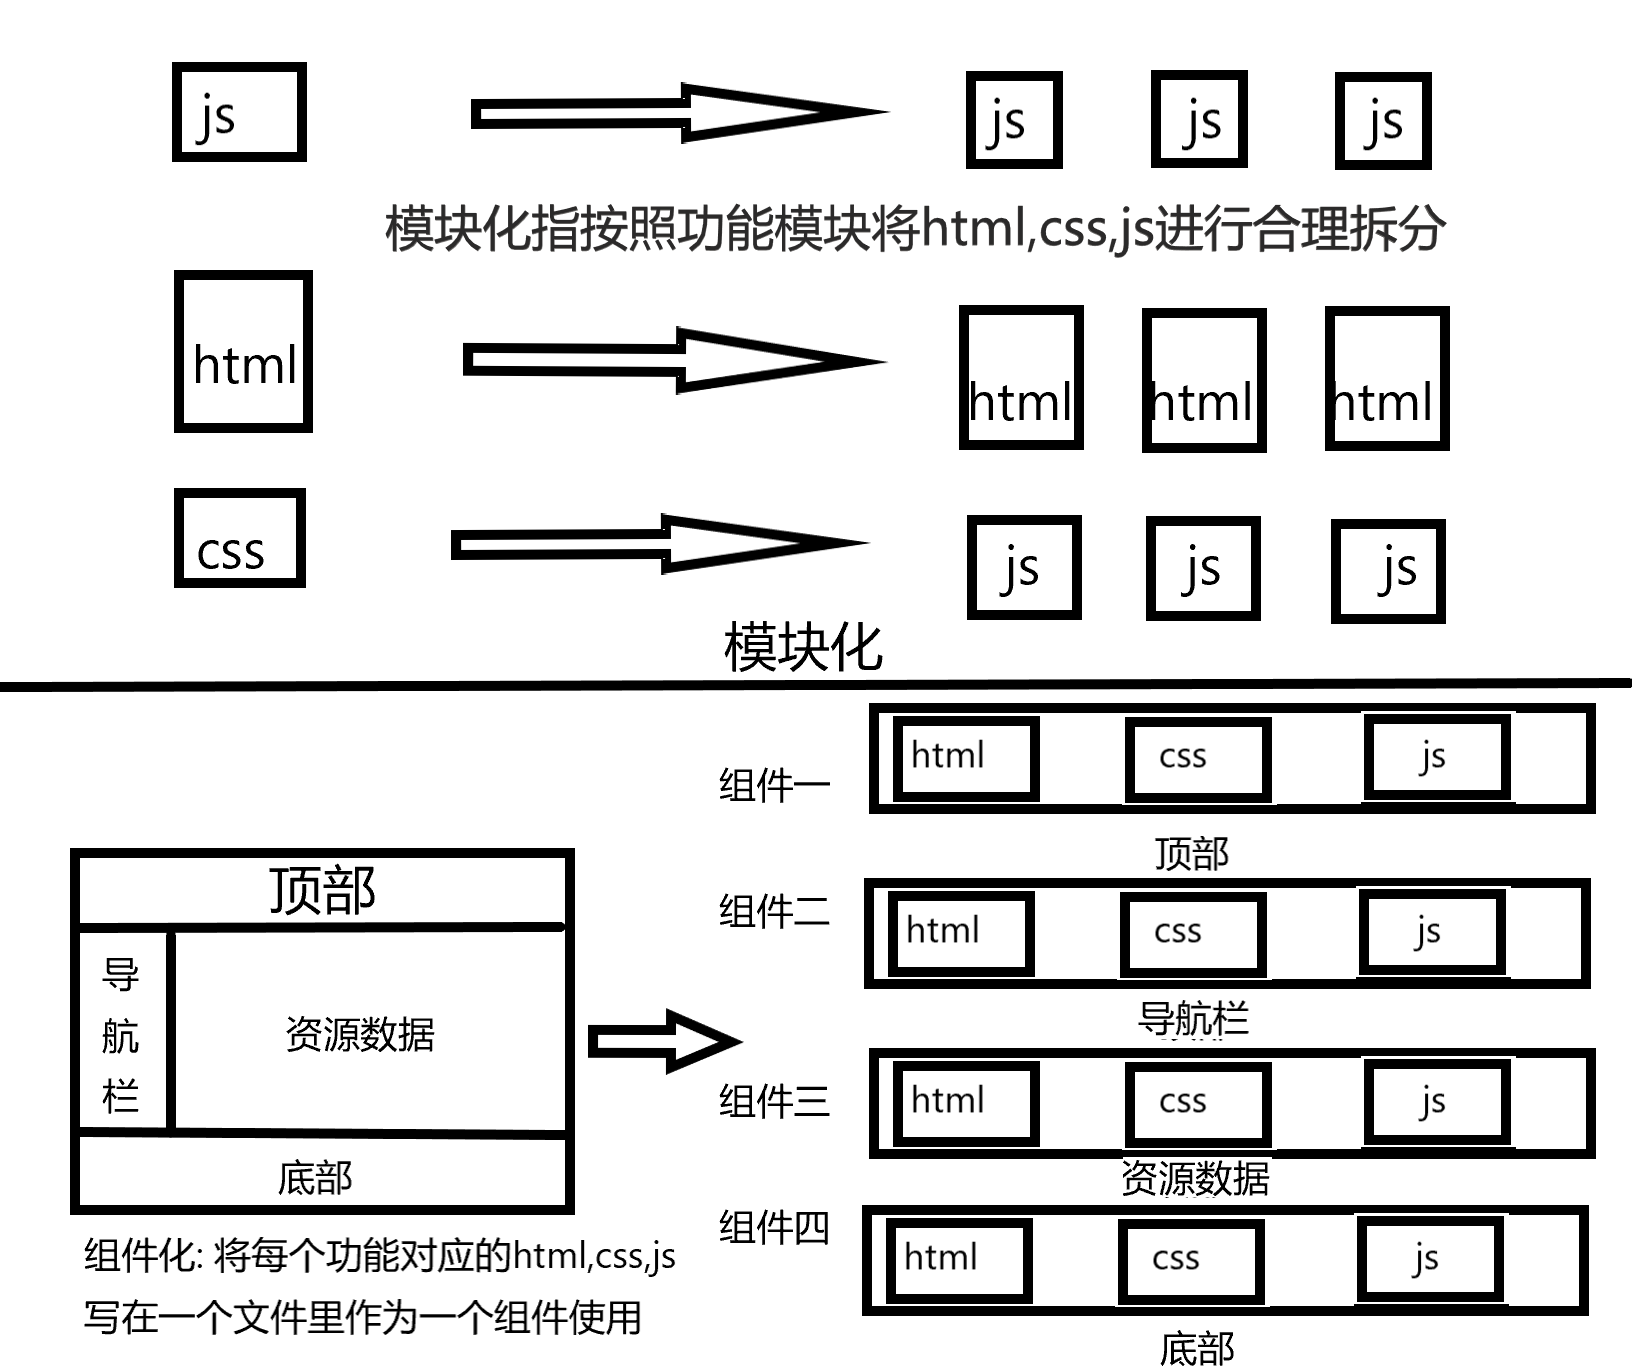 js
js js js
模块化指按照功能模块将html,css,js进行合理拆分
html
html html html
css
js js js
模块化
顶部
导
航
栏
资源数据
底部
组件化: 将每个功能对应的html,css,js
写在一个文件里作为一个组件使用
组件一
html css js
顶部
组件二
html css js
导航栏
组件三
html css js
资源数据
组件四
html css js
底部